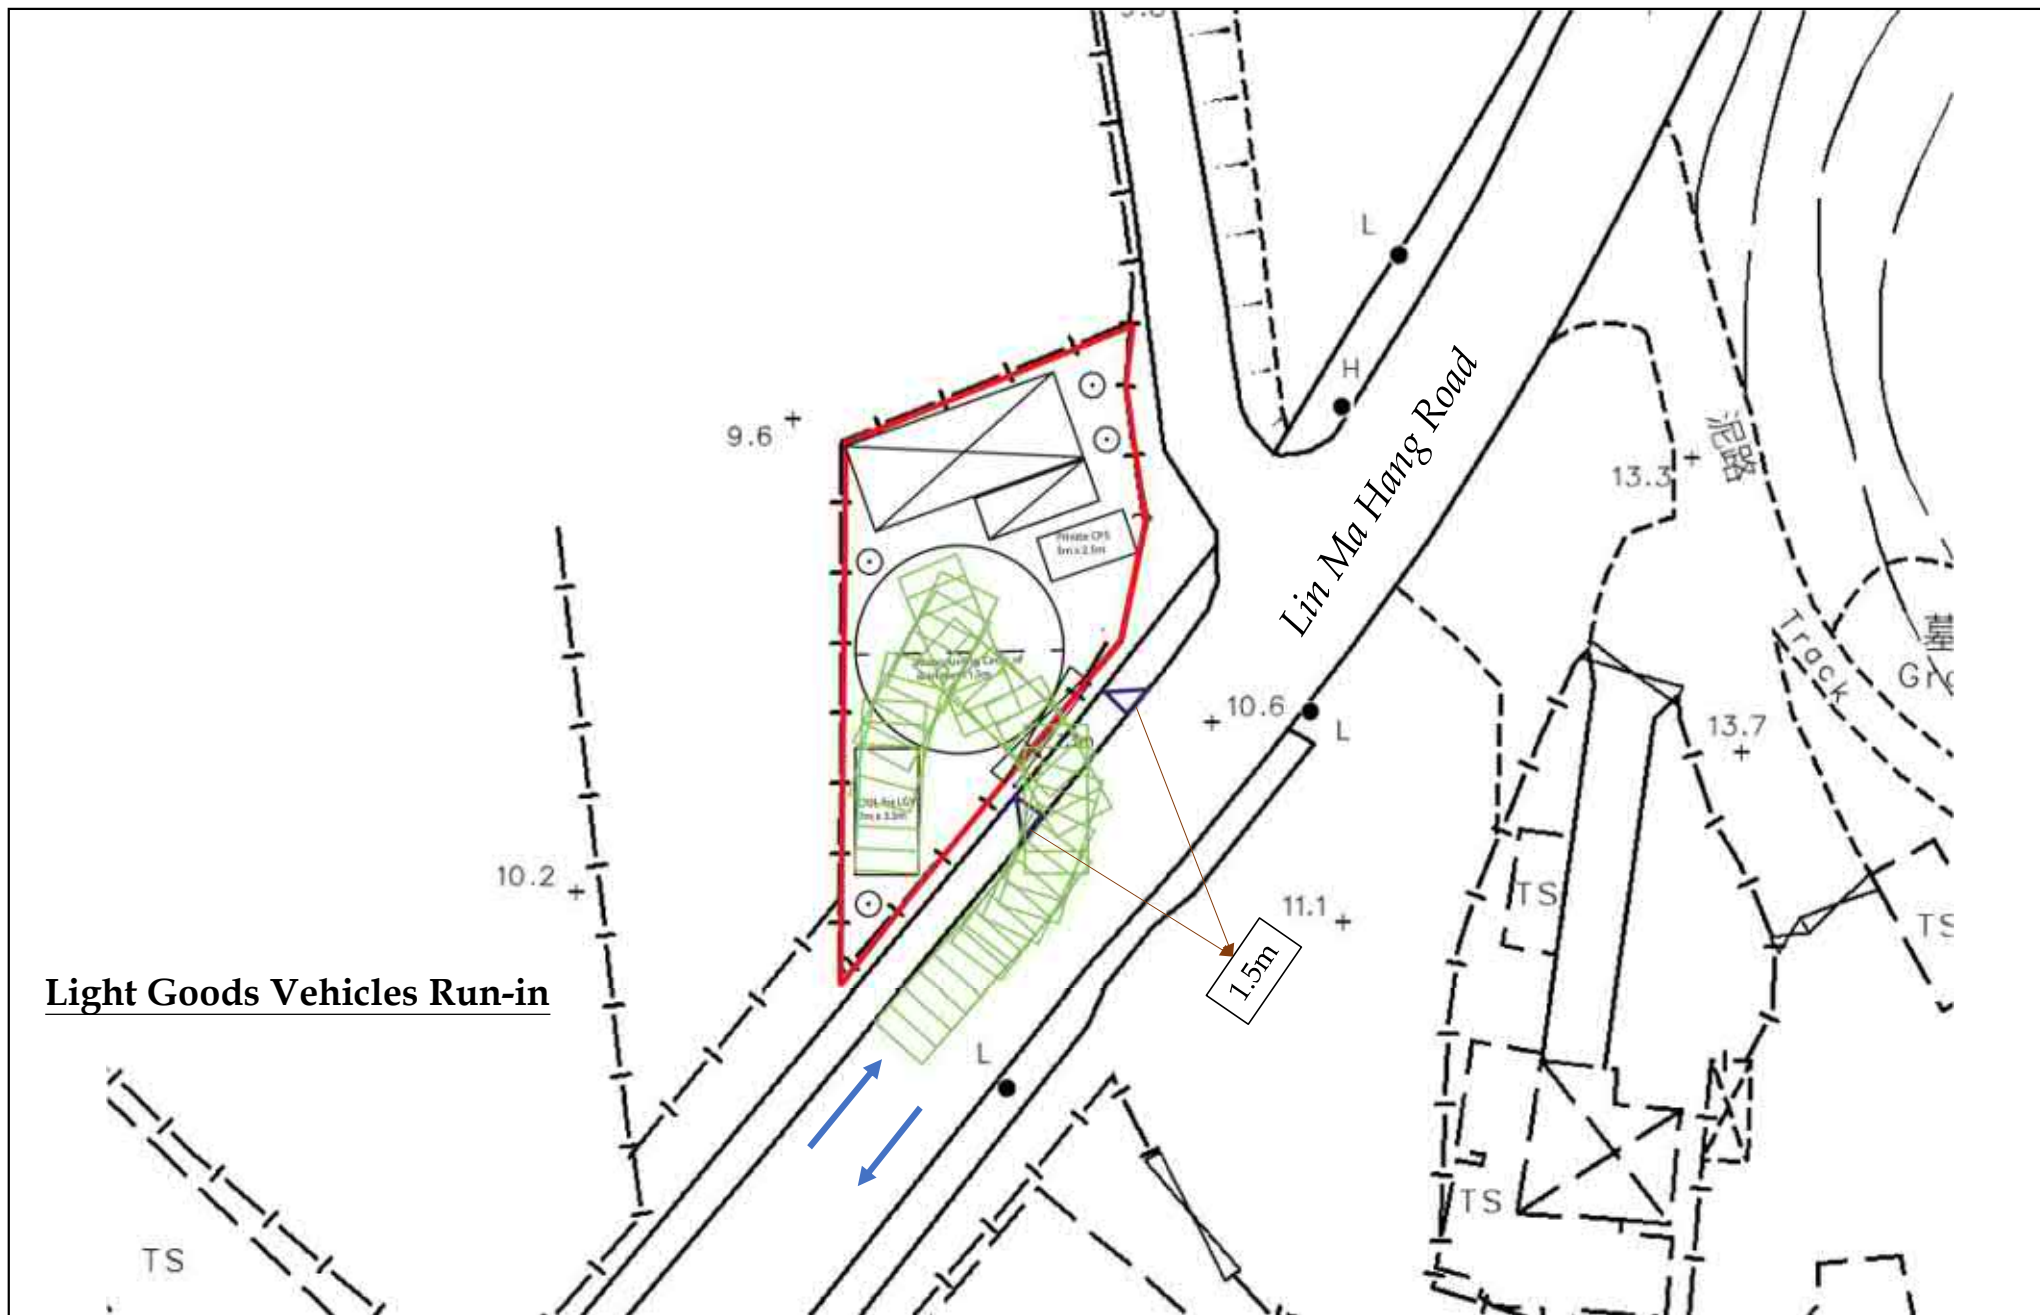 L
H
Lin Ma Hang Road
9.6
泥路
13.3
Private CPS
5m x 2.5m
Track
10.6
L
13.7
10.2
TS
11.1
TS
1.5m
Light Goods Vehicles Run-in
L
TS
TS